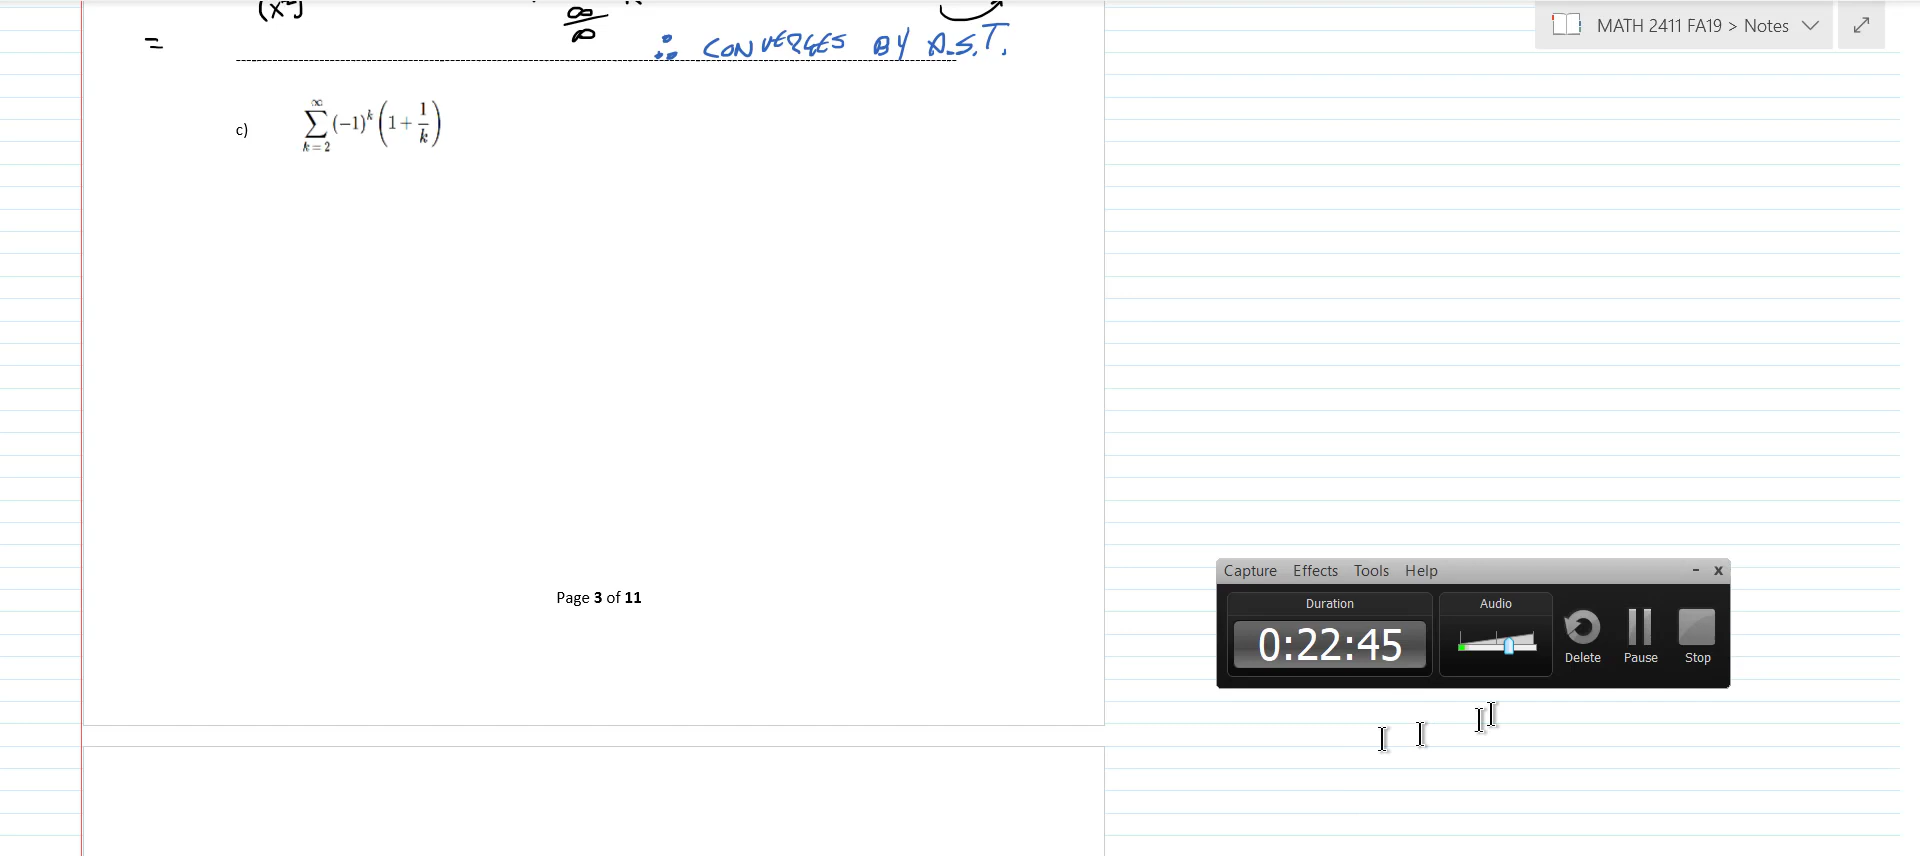 (x²)
∞
∞
MATH 2411 FA19 > Notes
=
∴ CONVERGES BY A.S.T.
c) ∞ ∑ k=2 (−1)^k (1 + 1/k)
Capture Effects Tools Help - x
Duration Audio
0:22:45
Delete Pause Stop
Page 3 of 11